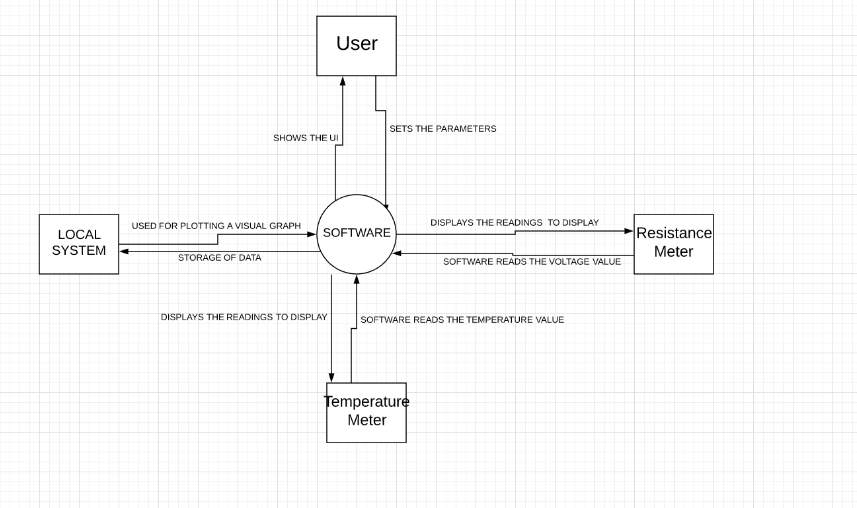 User
SHOWS THE UI
SETS THE PARAMETERS
LOCAL
SYSTEM
USED FOR PLOTTING A VISUAL GRAPH
STORAGE OF DATA
SOFTWARE
DISPLAYS THE READINGS TO DISPLAY
SOFTWARE READS THE VOLTAGE VALUE
Resistance
Meter
DISPLAYS THE READINGS TO DISPLAY
SOFTWARE READS THE TEMPERATURE VALUE
Temperature
Meter